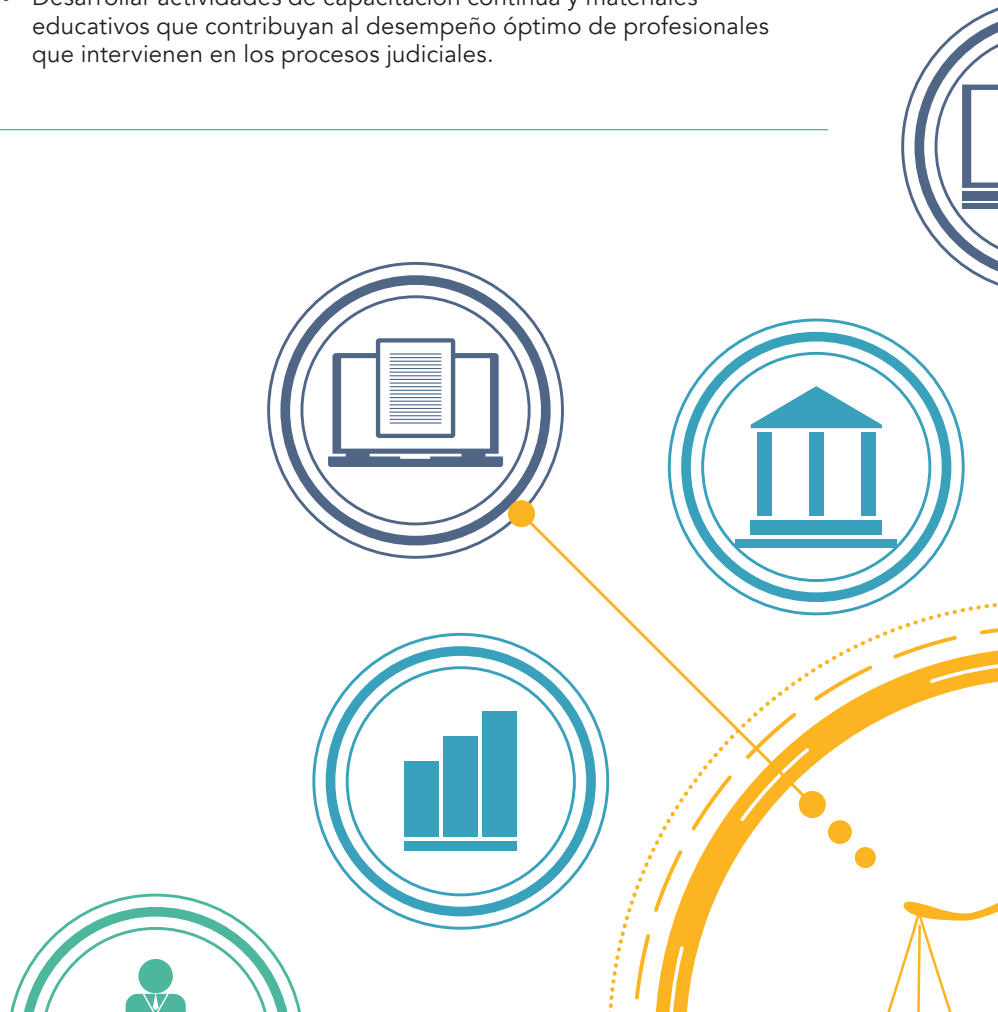 • Desarrollar actividades de capacitación continua y materiales
educativos que contribuyan al desempeño óptimo de profesionales
que intervienen en los procesos judiciales.